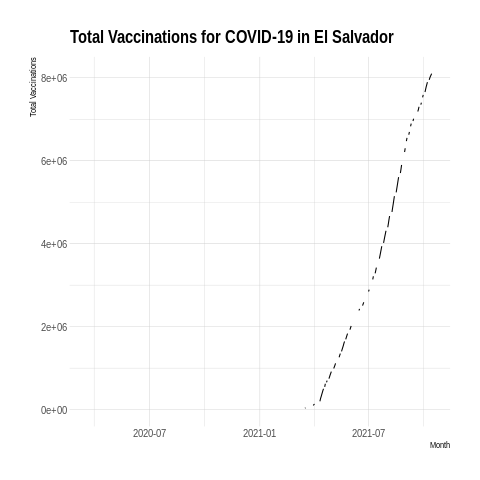 Total Vaccinations for COVID-19 in El Salvador
Total Vaccinations
8e+06
6e+06
4e+06
2e+06
0e+00
2020-07
2021-01
2021-07
Month